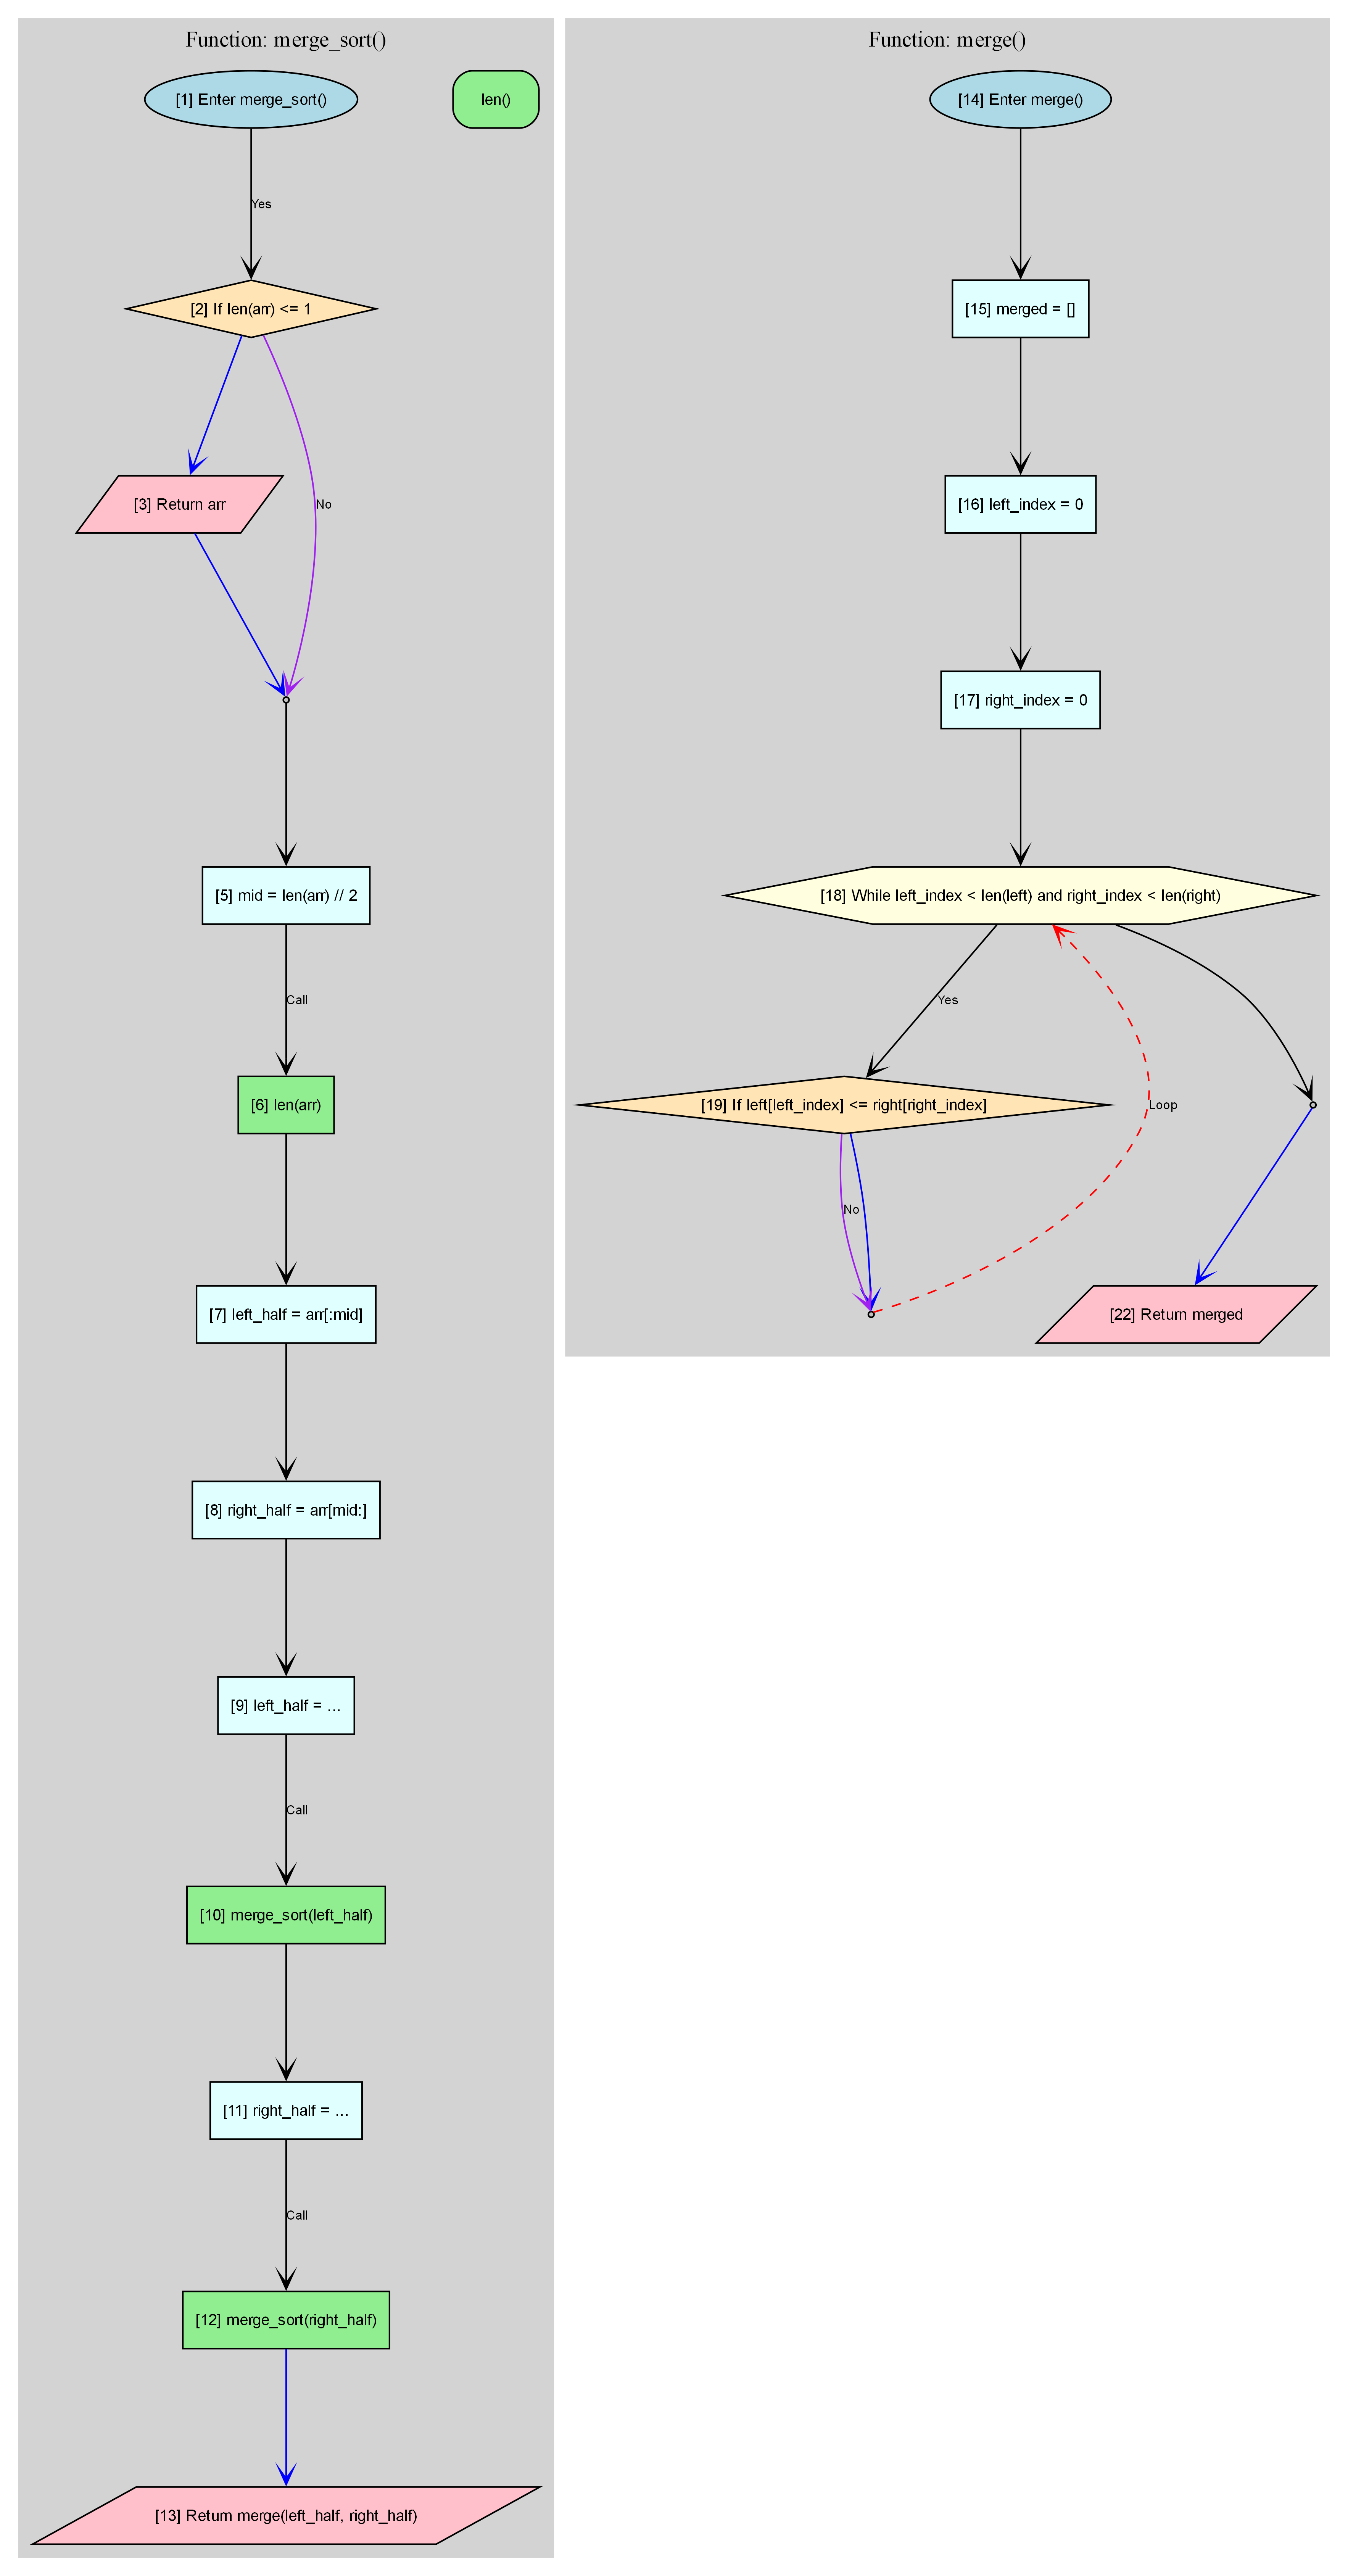 Function: merge_sort()
[1] Enter merge_sort()
len()
Yes
[2] If len(arr) <= 1
[3] Return arr
No
[5] mid = len(arr) // 2
Call
[6] len(arr)
[7] left_half = arr[:mid]
[8] right_half = arr[mid:]
[9] left_half = ...
Call
[10] merge_sort(left_half)
[11] right_half = ...
Call
[12] merge_sort(right_half)
[13] Return merge(left_half, right_half)
Function: merge()
[14] Enter merge()
[15] merged = []
[16] left_index = 0
[17] right_index = 0
[18] While left_index < len(left) and right_index < len(right)
Yes
[19] If left[left_index] <= right[right_index]
Loop
No
[22] Return merged